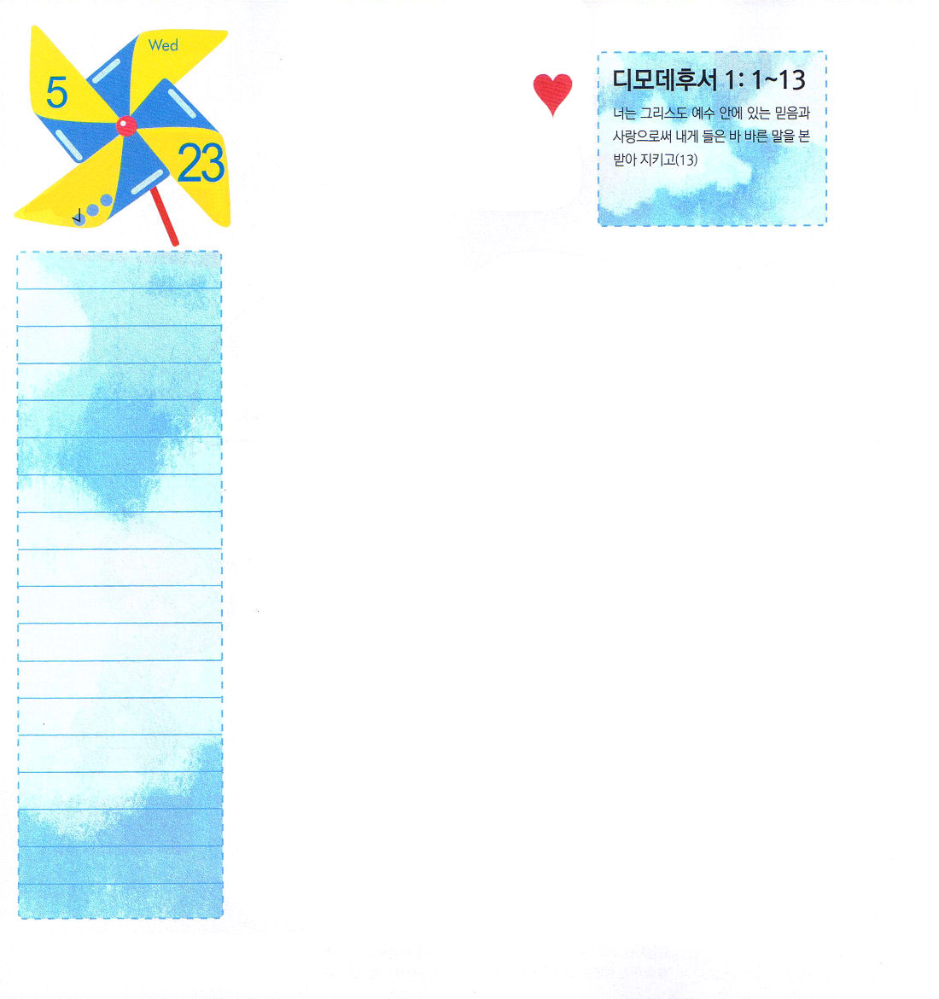 Wed
5
23
디모데후서 1: 1~13
너는 그리스도 예수 안에 있는 믿음과
사랑으로써 내게 들은 바 바른 말을 본
받아 지키고(13)